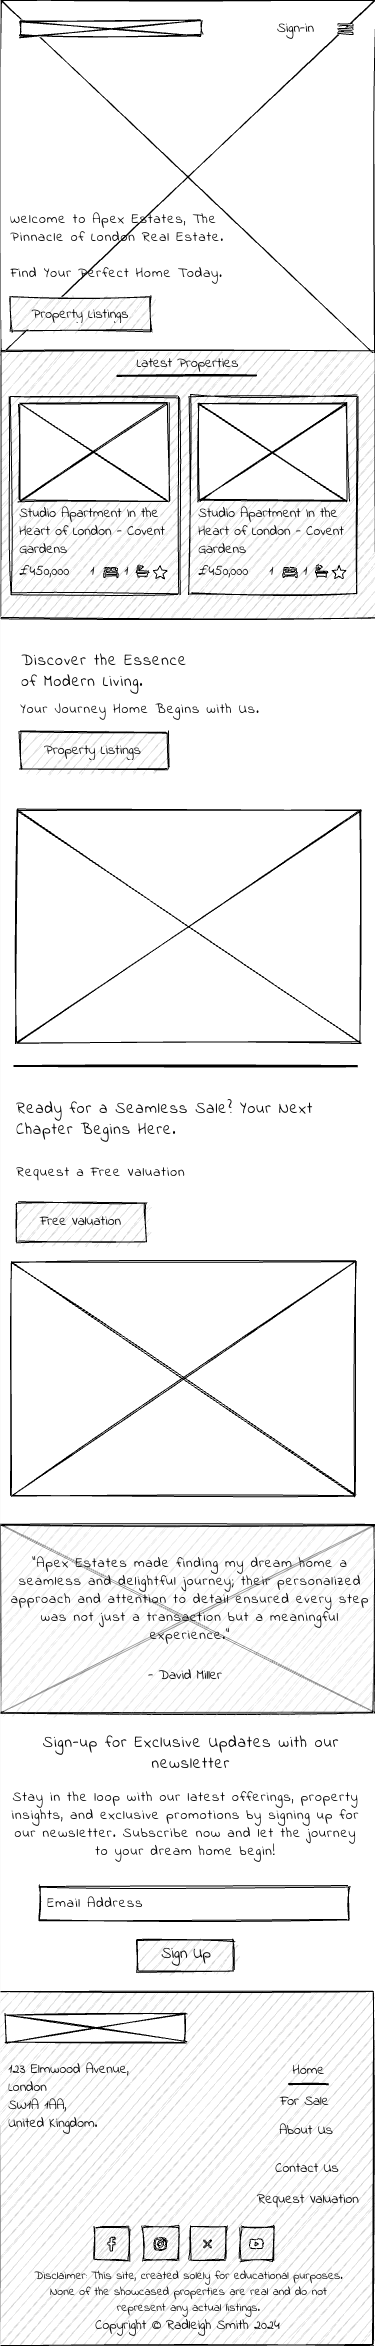 Sign-in
Welcome to Apex Estates, The
Pinnacle of London Real Estate.
Find Your Perfect Home Today.
Property Listings
Latest Properties
Studio Apartment in the
Heart of London - Covent
Gardens
£450,000 1 1
Studio Apartment in the
Heart of London - Covent
Gardens
£450,000 1 1
Discover the Essence
of Modern Living.
Your Journey Home Begins with Us.
Property Listings
Ready for a Seamless Sale? Your Next
Chapter Begins Here.
Request a Free Valuation
Free Valuation
"Apex Estates made finding my dream home a
seamless and delightful journey; their personalized
approach and attention to detail ensured every step
was not just a transaction but a meaningful
experience."
- David Miller
Sign-up for Exclusive Updates with our
newsletter
Stay in the loop with our latest offerings, property
insights, and exclusive promotions by signing up for
our newsletter. Subscribe now and let the journey
to your dream home begin!
Email Address
Sign Up
123 Elmwood Avenue,
London
SW1A 1AA,
United Kingdom.
Home
For Sale
About Us
Contact Us
Request Valuation
Disclaimer: This site, created solely for educational purposes.
None of the showcased properties are real and do not
represent any actual listings.
Copyright © Radleigh Smith 2024